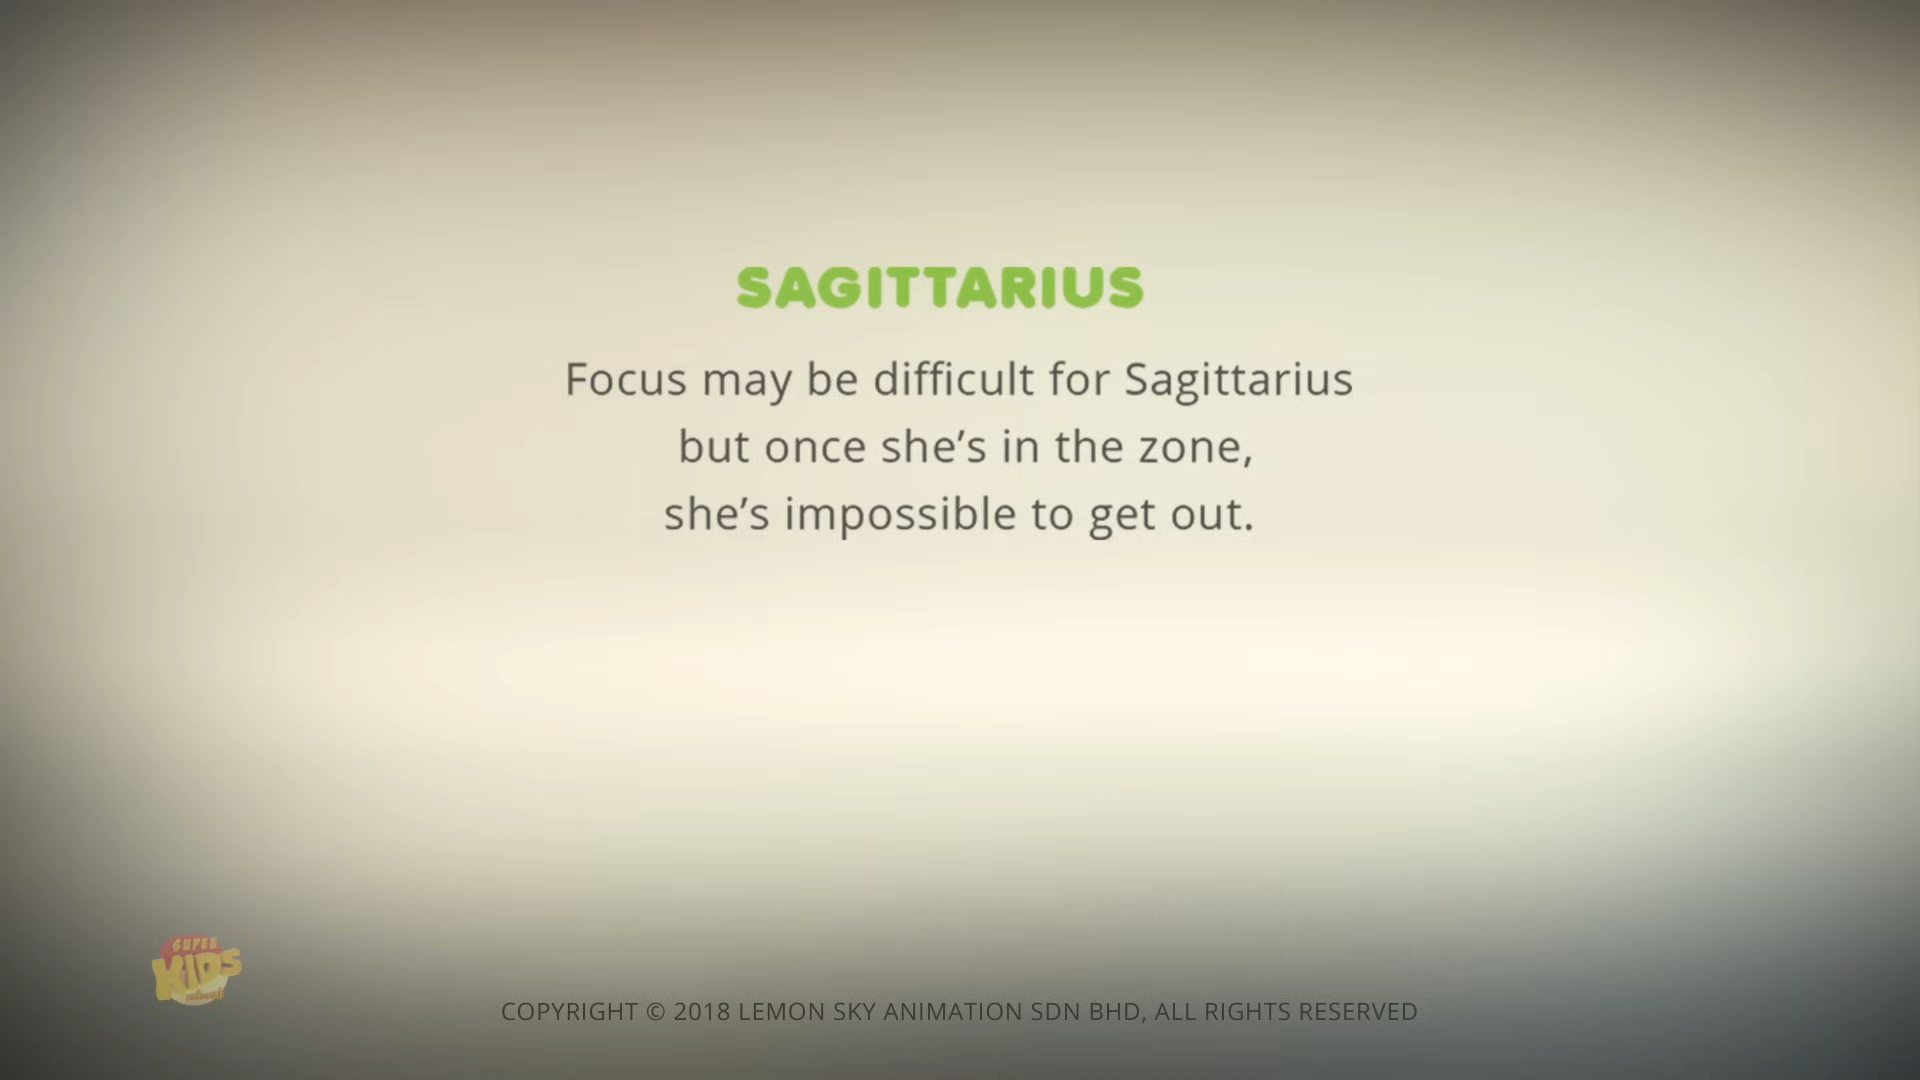 SAGITTARIUS
Focus may be difficult for Sagittarius
but once she’s in the zone,
she’s impossible to get out.
SUPER
KIDS
COPYRIGHT © 2018 LEMON SKY ANIMATION SDN BHD, ALL RIGHTS RESERVED